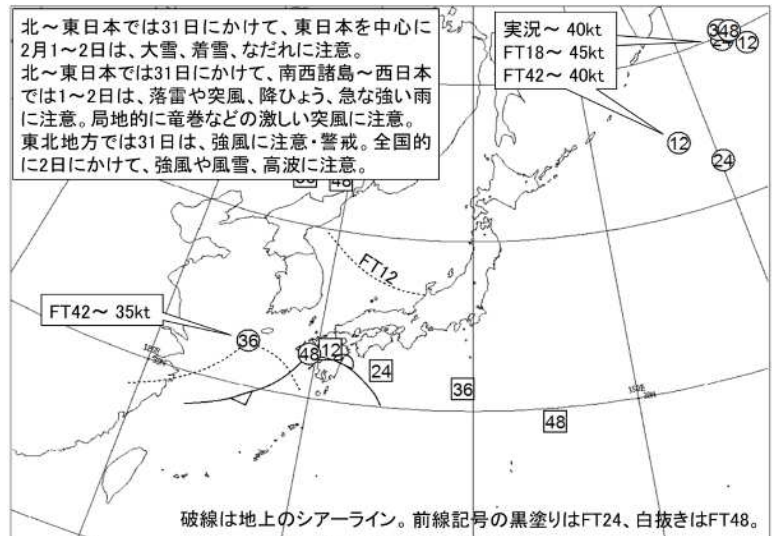 北～東日本では31日にかけて、東日本を中心に
2月1～2日は、大雪、着雪、なだれに注意。
北～東日本では31日にかけて、南西諸島～西日本
では1～2日は、落雷や突風、降ひょう、急な強い雨
に注意。局地的に竜巻などの激しい突風に注意。
東北地方では31日は、強風に注意・警戒。全国的
に2日にかけて、強風や風雪、高波に注意。
実況～ 40kt
FT18～ 45kt
FT42～ 40kt
48
12
12
24
48
FT12
FT42～ 35kt
36
48
12
24
36
48
破線は地上のシアーライン。前線記号の黒塗りはFT24、白抜きはFT48。